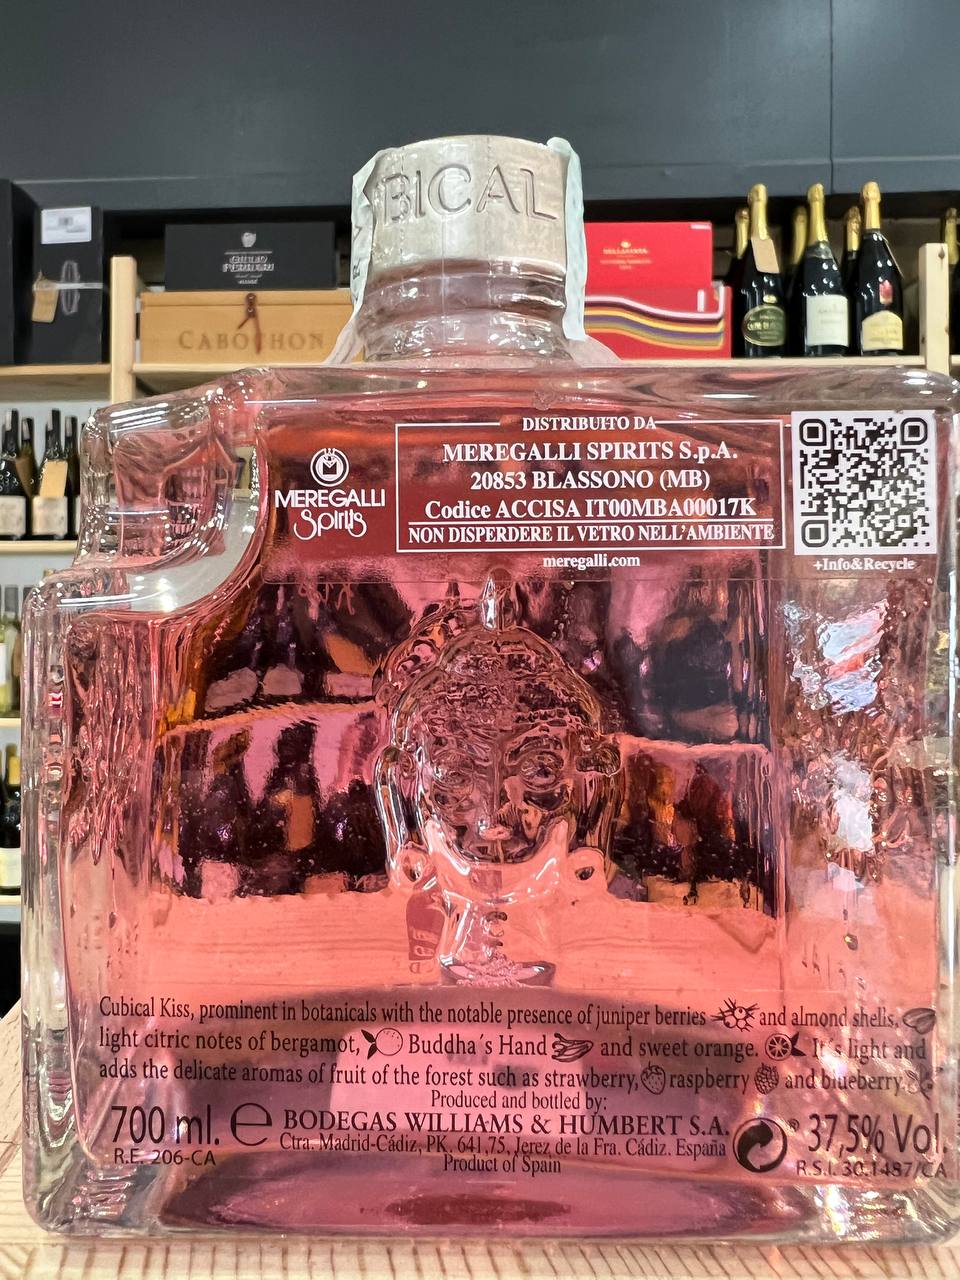 BICAL
GIULIO
FERRARI
CABOCHON
BELLAVISTA
DISTRIBUITO DA
MEREGALLI SPIRITS S.p.A.
20853 BLASSONO (MB)
Codice ACCISA IT00MBA00017K
NON DISPERDERE IL VETRO NELL'AMBIENTE
meregalli.com
MEREGALLI
Spirits
+Info&Recycle
Cubical Kiss, prominent in botanicals with the notable presence of juniper berries and almond shells,
light citric notes of bergamot, Buddha´s Hand and sweet orange. It´s light and
adds the delicate aromas of fruit of the forest such as strawberry, raspberry and blueberry.
Produced and bottled by:
700 ml. e BODEGAS WILLIAMS & HUMBERT S.A. ® 37,5% Vol.
R.E. 206-CA Ctra. Madrid-Cádiz, PK. 641,75, Jerez de la Fra. Cádiz. España R.S.I. 30.1487/CA
Product of Spain